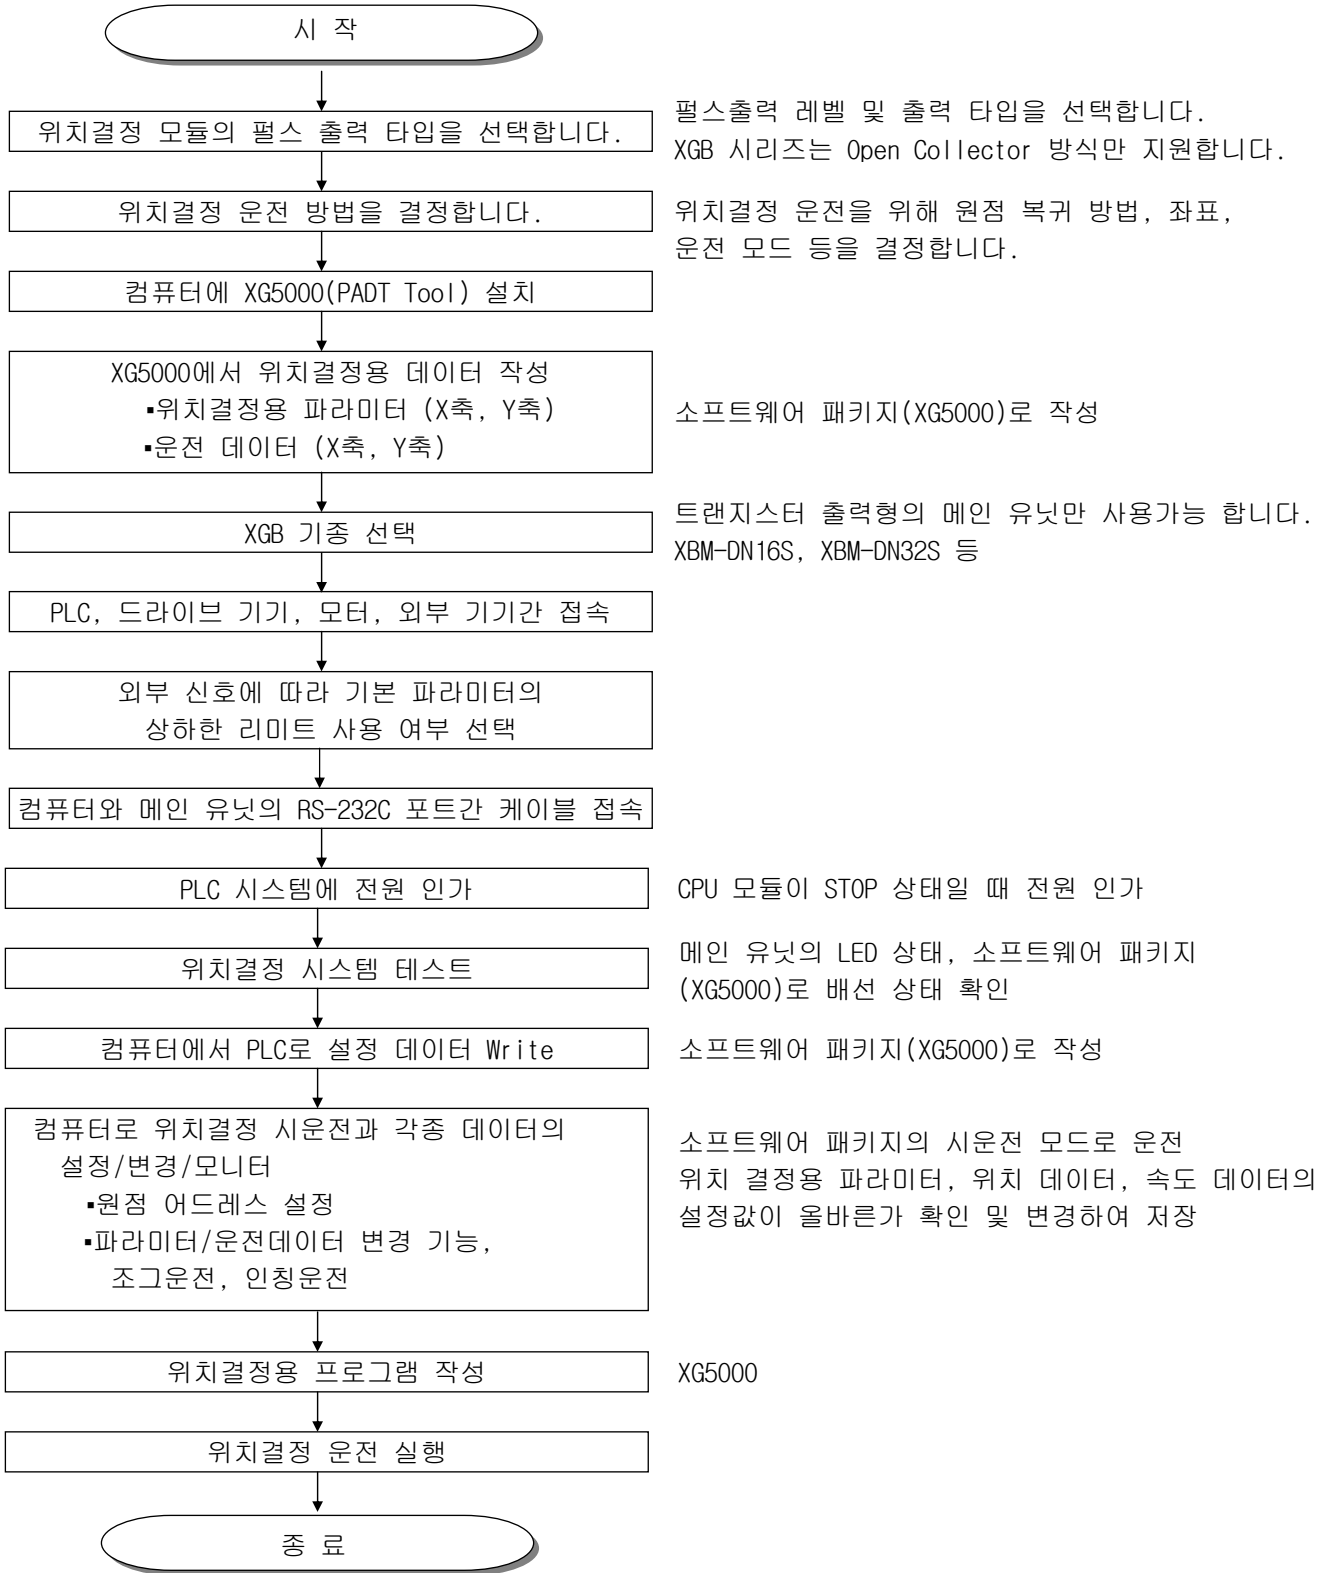 시 작
위치결정 모듈의 펄스 출력 타입을 선택합니다.
펄스출력 레벨 및 출력 타입을 선택합니다.
XGB 시리즈는 Open Collector 방식만 지원합니다.
위치결정 운전 방법을 결정합니다.
위치결정 운전을 위해 원점 복귀 방법, 좌표,
운전 모드 등을 결정합니다.
컴퓨터에 XG5000(PADT Tool) 설치
XG5000에서 위치결정용 데이터 작성
▪위치결정용 파라미터 (X축, Y축)
▪운전 데이터 (X축, Y축)
소프트웨어 패키지(XG5000)로 작성
XGB 기종 선택
트랜지스터 출력형의 메인 유닛만 사용가능 합니다.
XBM-DN16S, XBM-DN32S 등
PLC, 드라이브 기기, 모터, 외부 기기간 접속
외부 신호에 따라 기본 파라미터의
상하한 리미트 사용 여부 선택
컴퓨터와 메인 유닛의 RS-232C 포트간 케이블 접속
PLC 시스템에 전원 인가
CPU 모듈이 STOP 상태일 때 전원 인가
위치결정 시스템 테스트
메인 유닛의 LED 상태, 소프트웨어 패키지
(XG5000)로 배선 상태 확인
컴퓨터에서 PLC로 설정 데이터 Write
소프트웨어 패키지(XG5000)로 작성
컴퓨터로 위치결정 시운전과 각종 데이터의
설정/변경/모니터
▪원점 어드레스 설정
▪파라미터/운전데이터 변경 기능,
조그운전, 인칭운전
소프트웨어 패키지의 시운전 모드로 운전
위치 결정용 파라미터, 위치 데이터, 속도 데이터의
설정값이 올바른가 확인 및 변경하여 저장
위치결정용 프로그램 작성
XG5000
위치결정 운전 실행
종 료